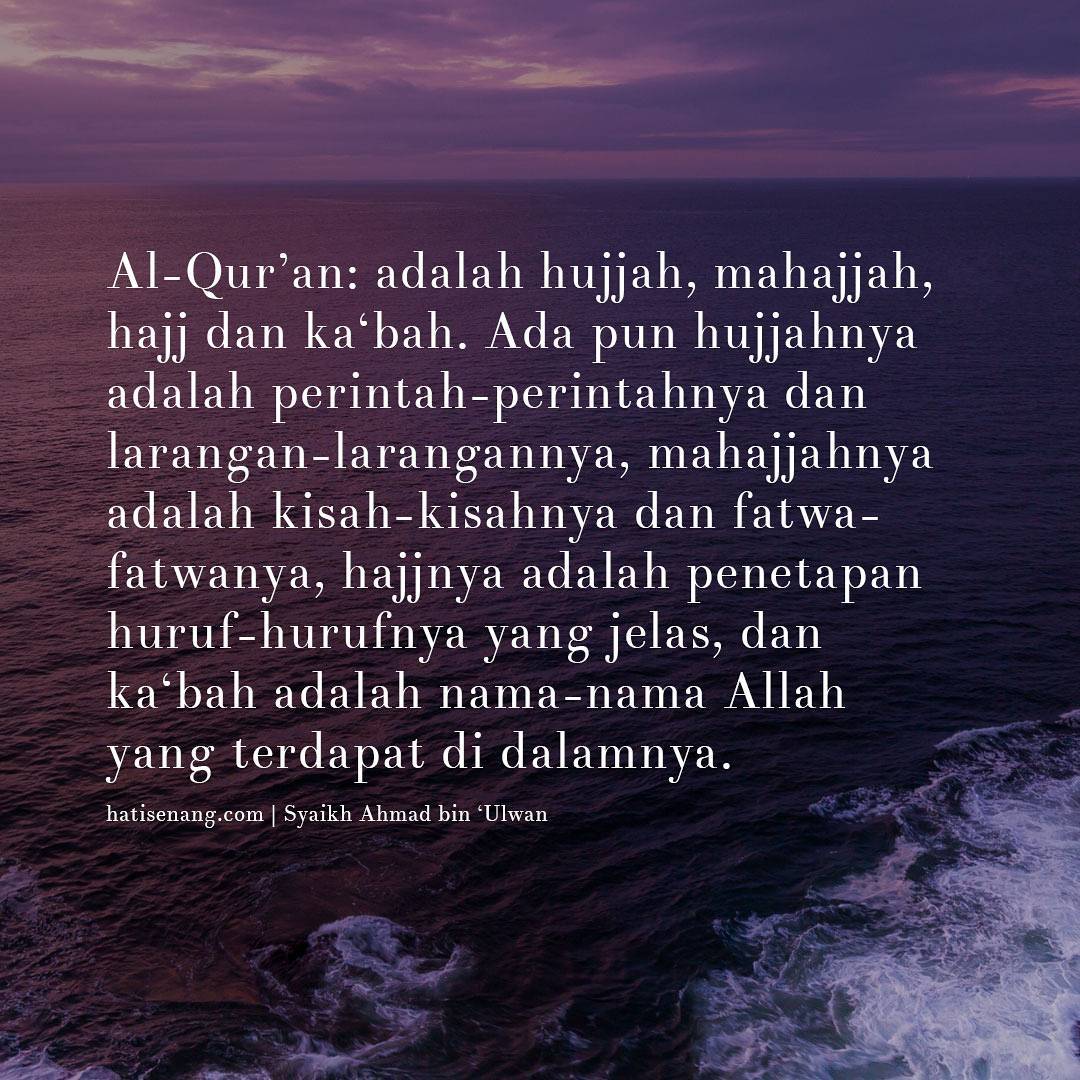 Al-Qur’an: adalah hujjah, mahajjah,
hajj dan ka‘bah. Ada pun hujjahnya
adalah perintah-perintahnya dan
larangan-larangannya, mahajjahnya
adalah kisah-kisahnya dan fatwa-
fatwanya, hajjnya adalah penetapan
huruf-hurufnya yang jelas, dan
ka‘bah adalah nama-nama Allah
yang terdapat di dalamnya.
hatisenang.com | Syaikh Ahmad bin ‘Ulwan